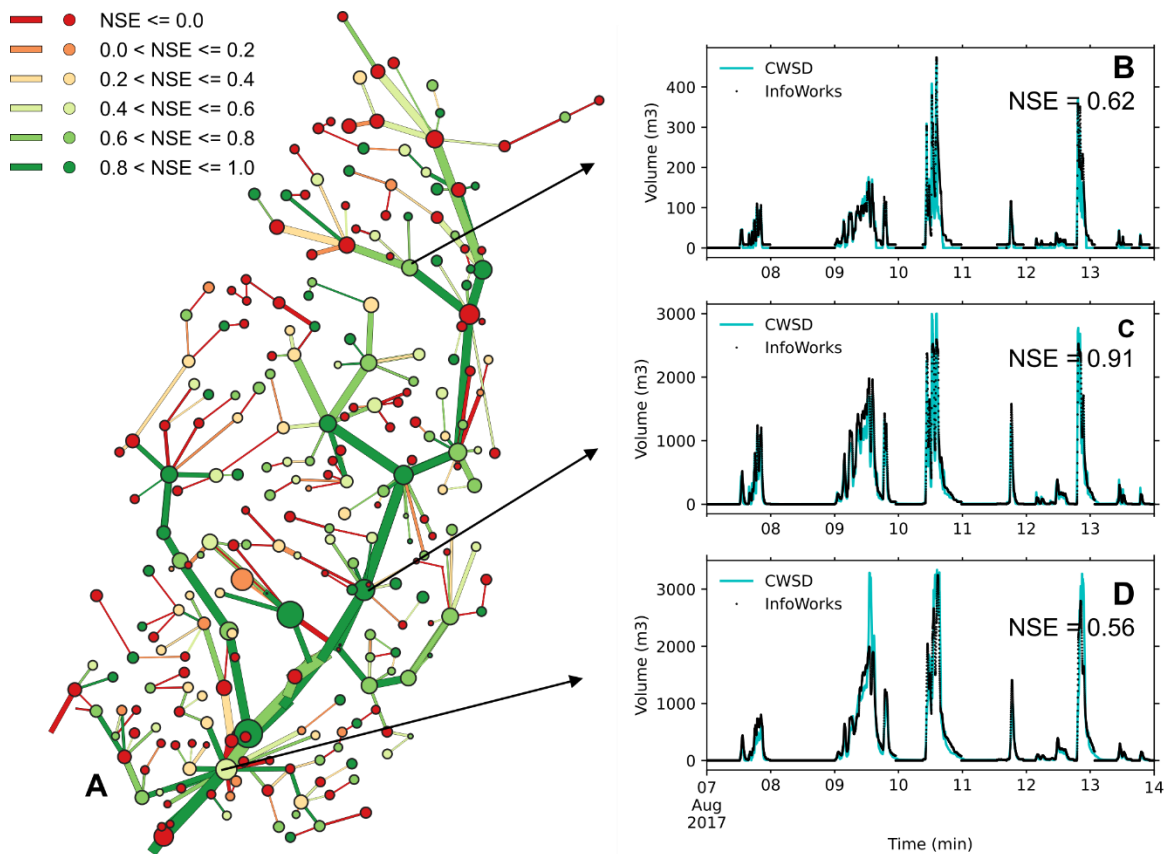 NSE <= 0.0
0.0 < NSE <= 0.2
0.2 < NSE <= 0.4
0.4 < NSE <= 0.6
0.6 < NSE <= 0.8
0.8 < NSE <= 1.0
A
B
CWSD
InfoWorks
NSE = 0.62
Volume (m3)
400
300
200
100
0
08 09 10 11 12 13
C
CWSD
InfoWorks
NSE = 0.91
Volume (m3)
3000
2000
1000
0
08 09 10 11 12 13
D
CWSD
InfoWorks
NSE = 0.56
Volume (m3)
3000
2000
1000
0
07 08 09 10 11 12 13 14
Aug
2017
Time (min)